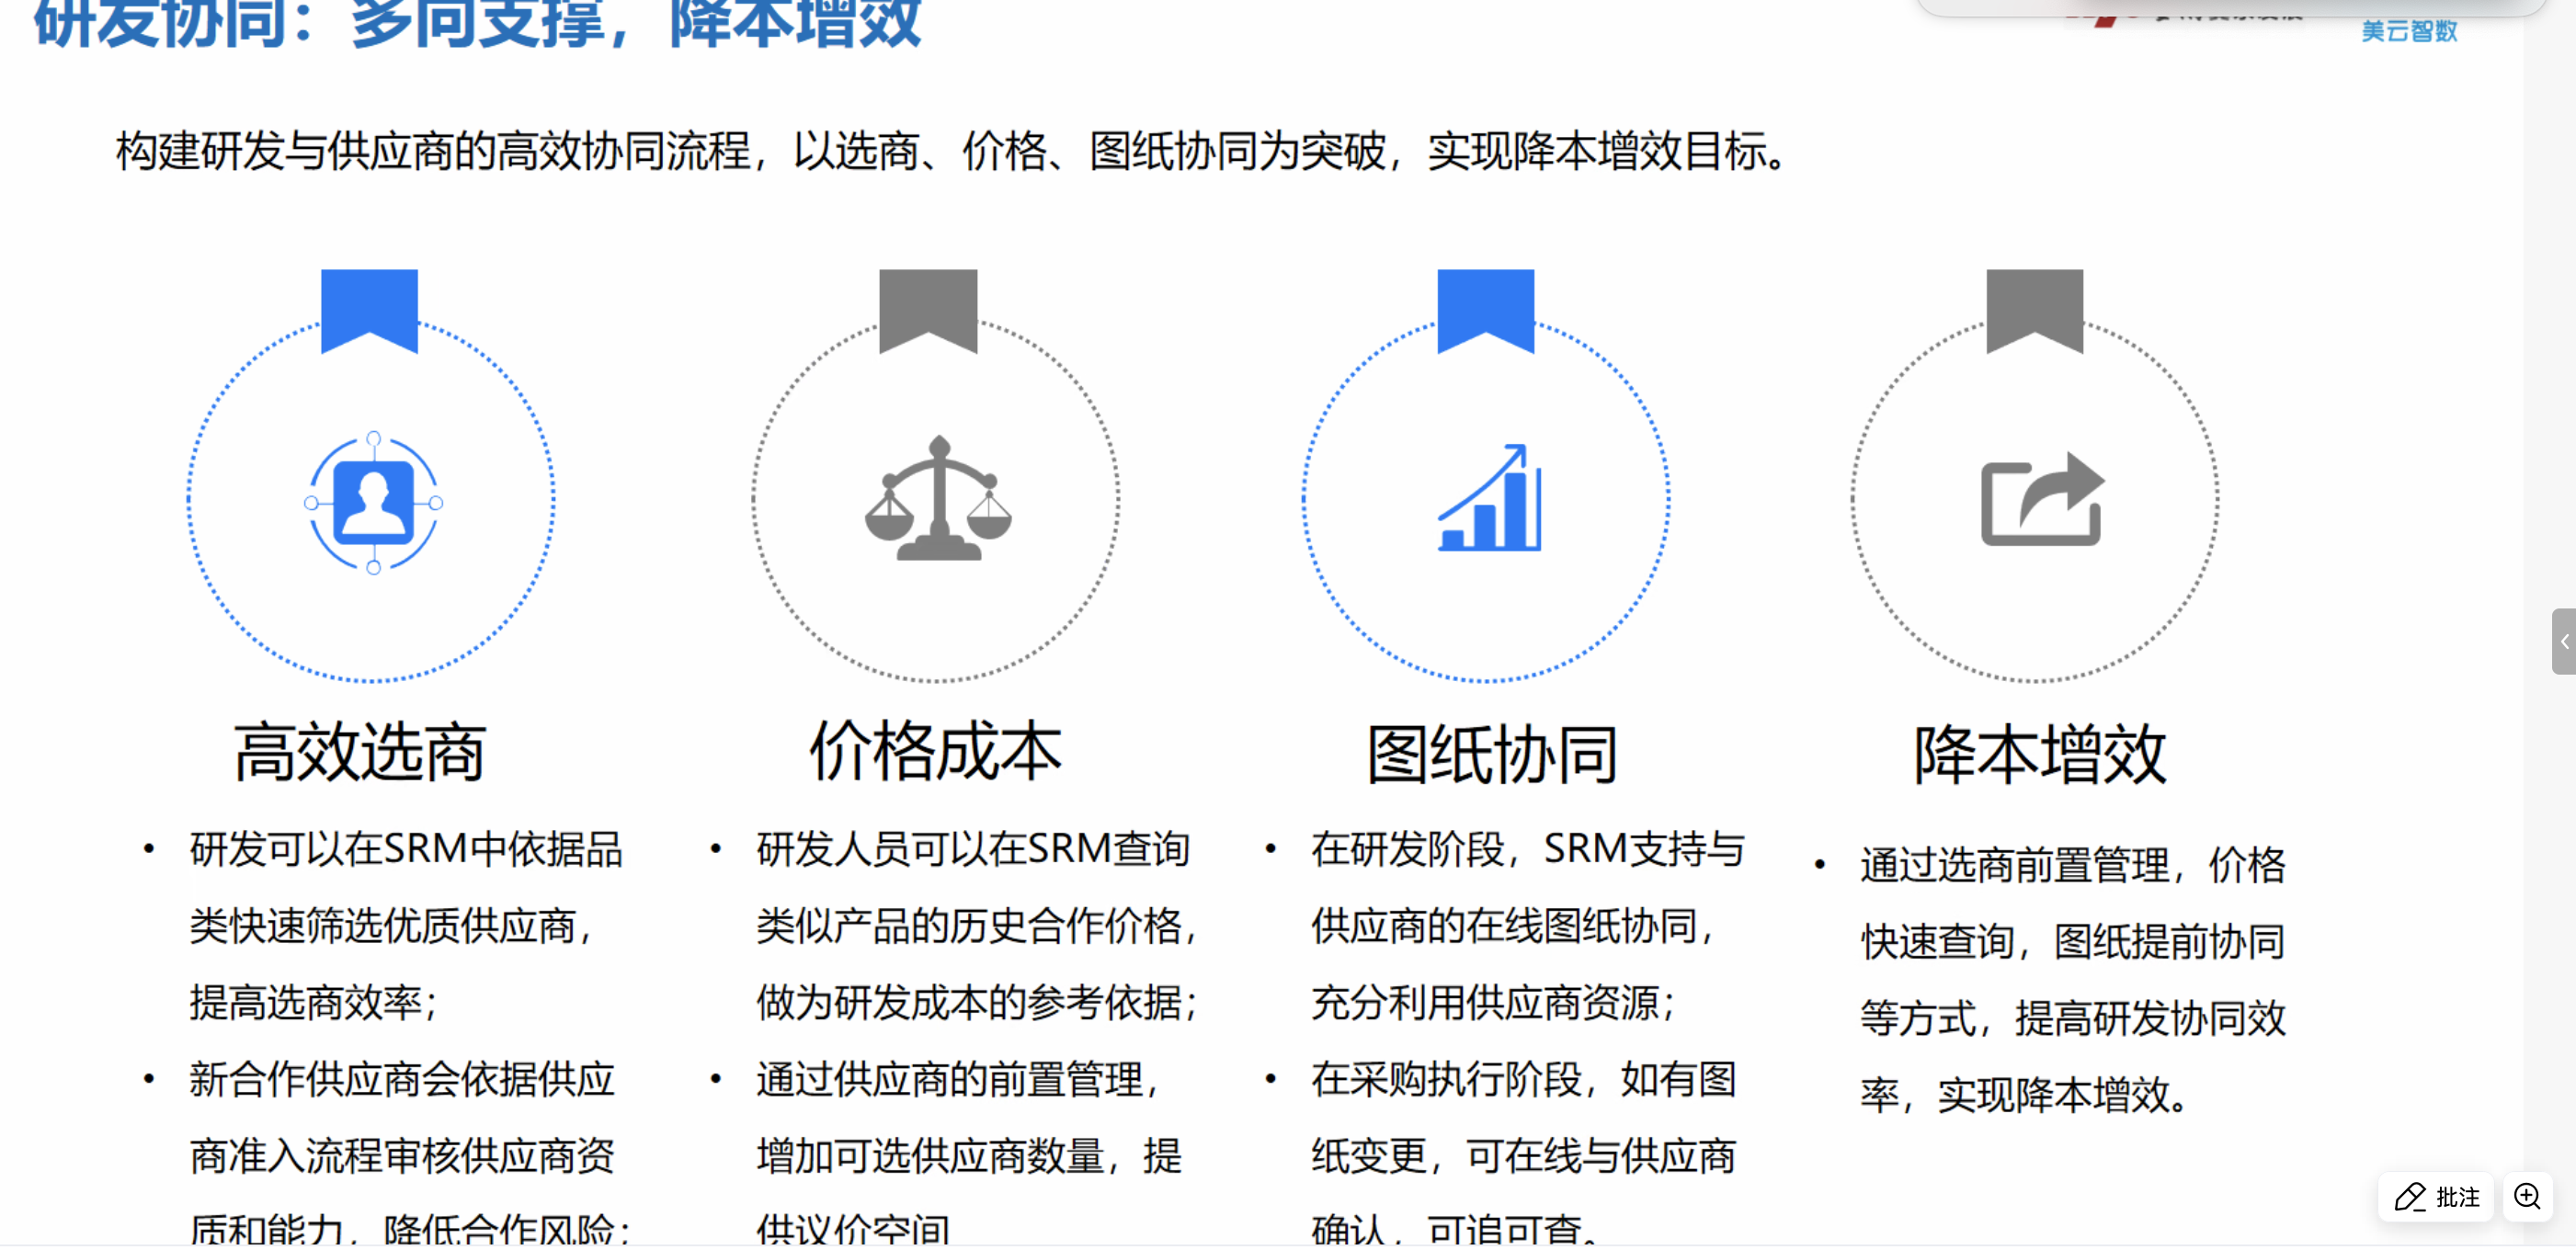 研发协同：多向支撑，降本增效
美云智数
构建研发与供应商的高效协同流程，以选商、价格、图纸协同为突破，实现降本增效目标。
高效选商
• 研发可以在SRM中依据品
类快速筛选优质供应商，
提高选商效率；
• 新合作供应商会依据供应
商准入流程审核供应商资
质和能力，降低合作风险；
价格成本
• 研发人员可以在SRM查询
类似产品的历史合作价格，
做为研发成本的参考依据；
• 通过供应商的前置管理，
增加可选供应商数量，提
供议价空间
图纸协同
• 在研发阶段，SRM支持与
供应商的在线图纸协同，
充分利用供应商资源；
• 在采购执行阶段，如有图
纸变更，可在线与供应商
确认，可追可查。
降本增效
• 通过选商前置管理，价格
快速查询，图纸提前协同
等方式，提高研发协同效
率，实现降本增效。
批注